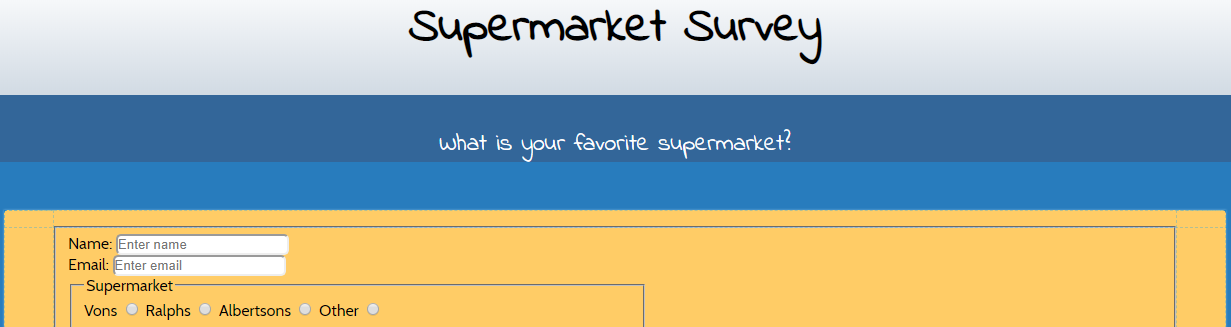 Supermarket Survey
What is your favorite supermarket?
Name: Enter name
Email: Enter email
Supermarket
Vons Ralphs Albertsons Other